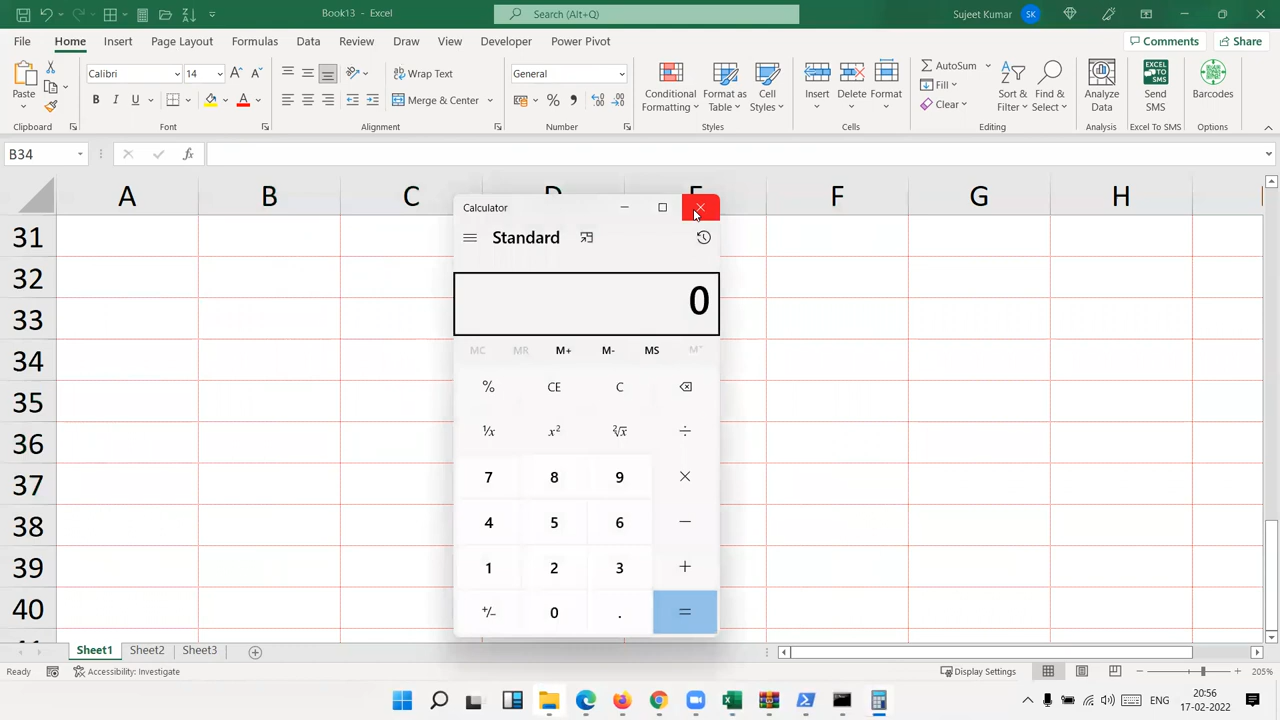 Book13 - Excel
Search (Alt+Q)
Sujeet Kumar SK
File Home Insert Page Layout Formulas Data Review View Draw Developer Power Pivot
Comments Share
Paste
Clipboard
Calibri 14
B I U A
Font
Wrap Text
Merge & Center
Alignment
General
Number
Conditional Formatting
Format as Table
Cell Styles
Styles
Insert Delete Format
Cells
AutoSum
Fill
Clear
Sort & Filter
Find & Select
Editing
Analyze Data
Analysis
Send SMS
Excel To SMS
Barcodes
Options
B34 fx
A B C D E F G H
31
32
33
34
35
36
37
38
39
40
Calculator
Standard
0
MC MR M+ M- MS M˅
% CE C
¹/x x² ²√x ÷
7 8 9 ×
4 5 6 −
1 2 3 +
+/− 0 . =
Sheet1 Sheet2 Sheet3
Ready Accessibility: Investigate Display Settings 205%
ENG 20:56
17-02-2022